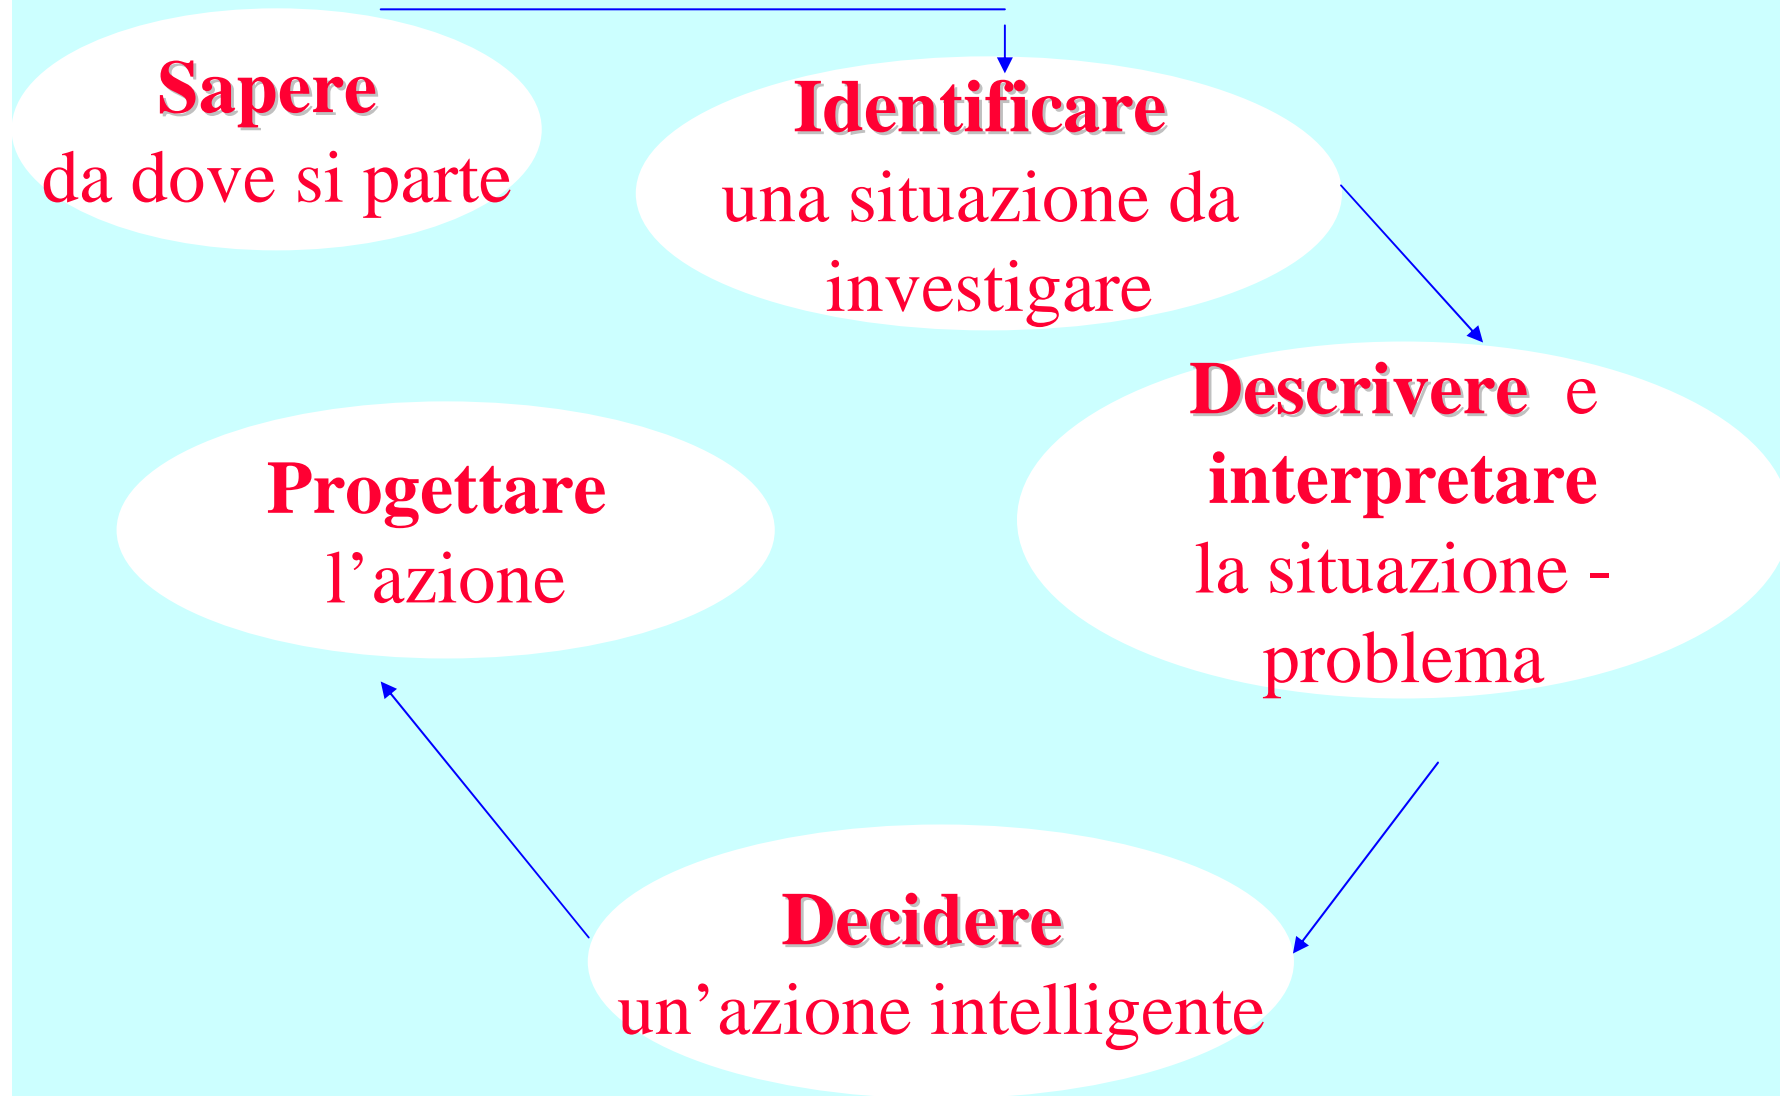 Sapere
da dove si parte
Identificare
una situazione da
investigare
Descrivere e
interpretare
la situazione -
problema
Decidere
un’azione intelligente
Progettare
l’azione